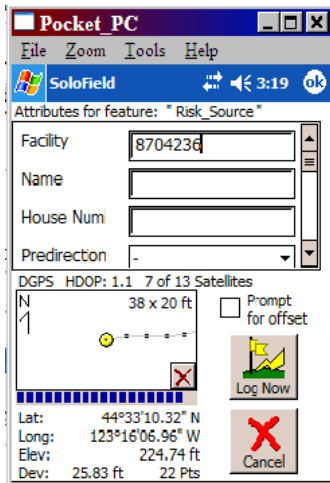 Pocket_PC
File Zoom Tools Help
SoloField 3:19 ok
Attributes for feature: "Risk_Source"
Facility 8704236
Name
House Numl
Predirection -
DGPS HDOP: 1.1 7 of 13 Satellites
N 38 x 20 ft
Prompt
for offset
Log Now
Lat: 44°33'10.32" N
Long: 123°16'06.96" W
Elev: 224.74 ft
Dev: 25.83 ft 22 Pts
Cancel